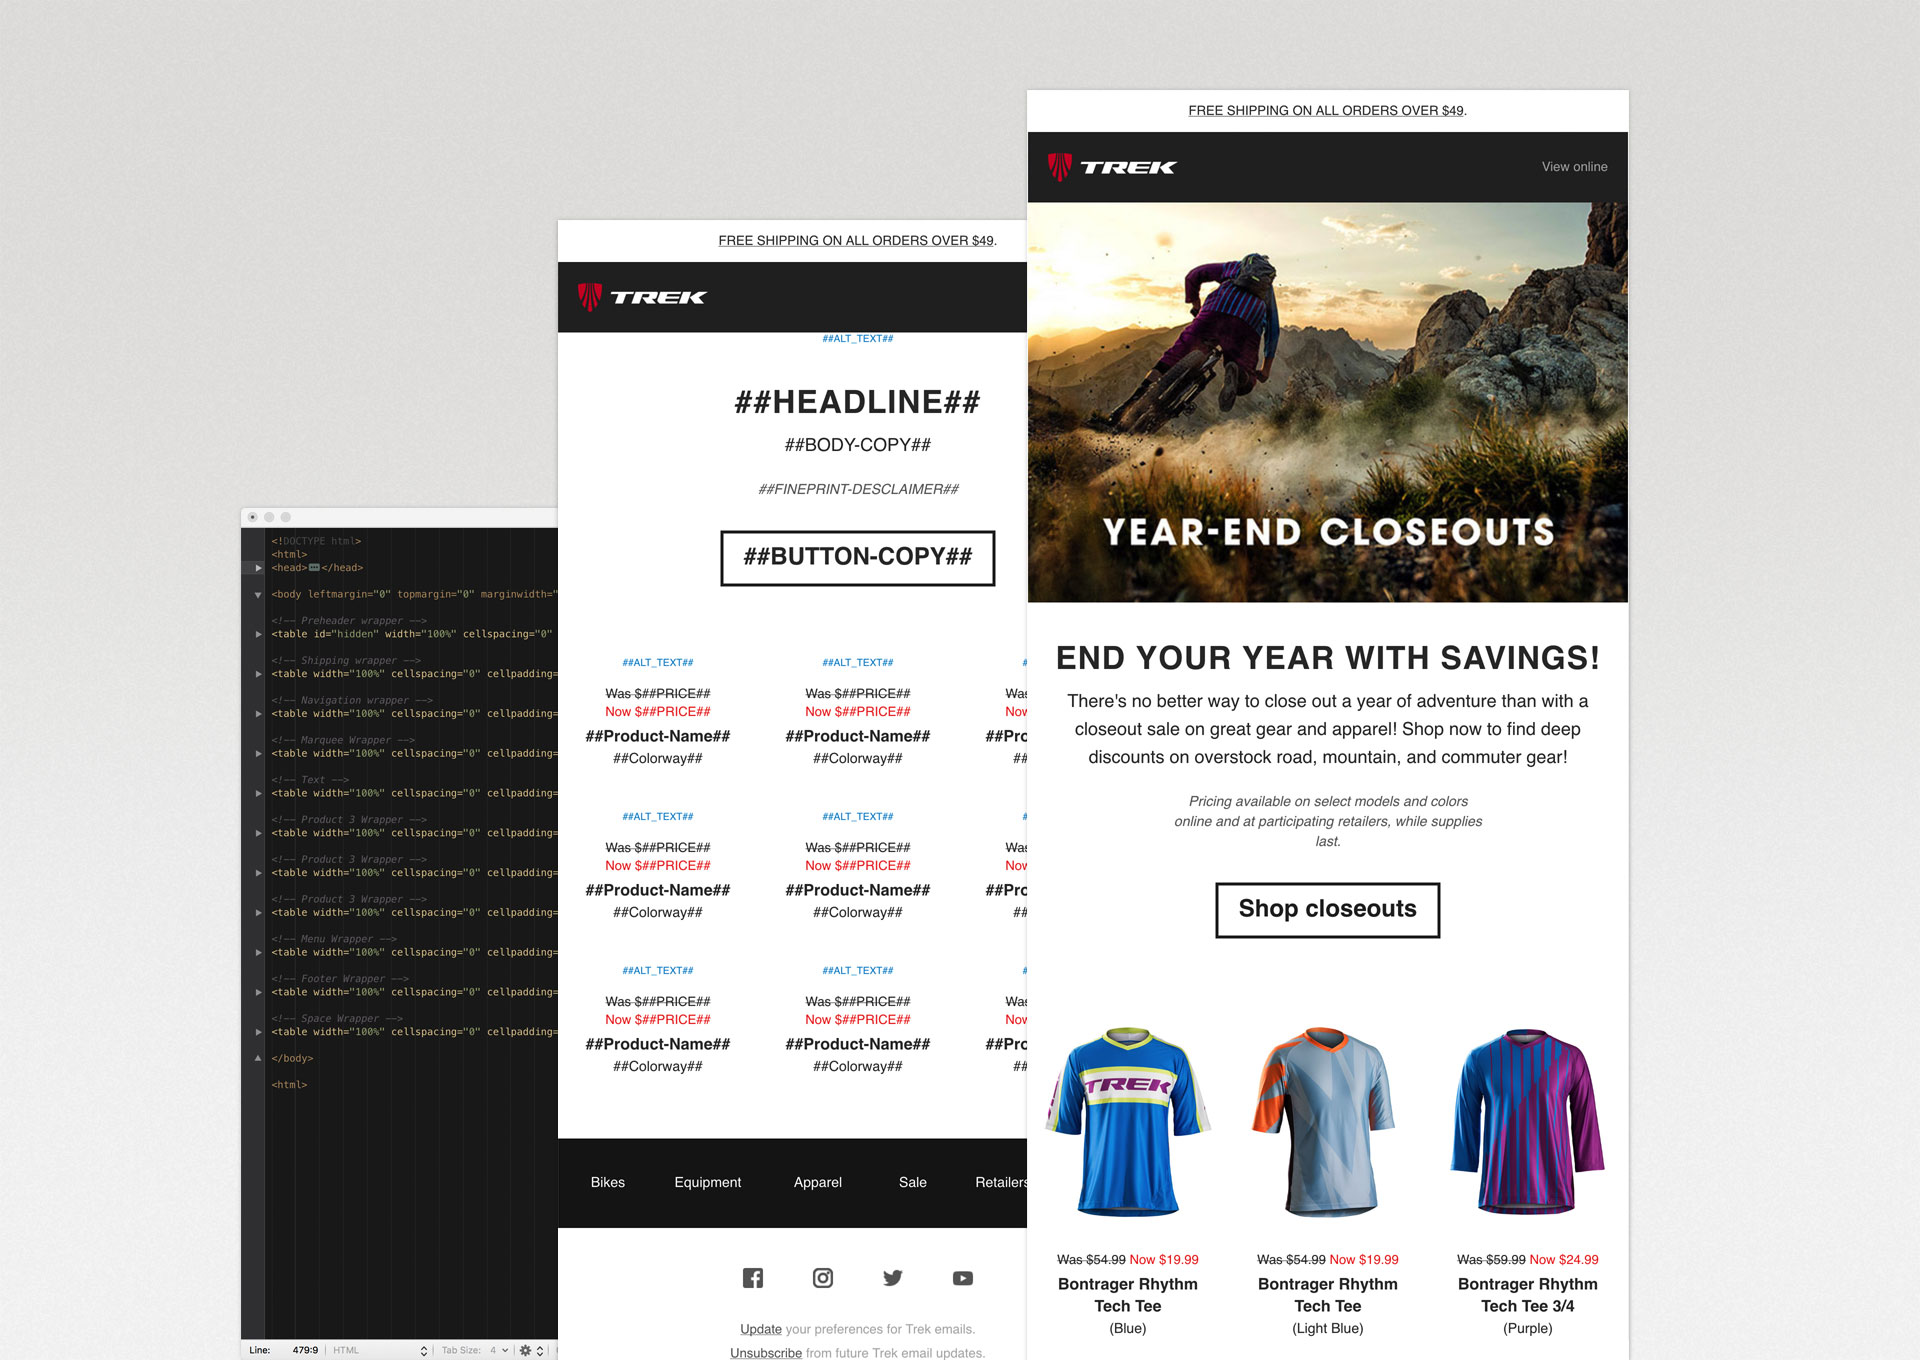 <!DOCTYPE html>
<html>
<head></head>
<body leftmargin="0" topmargin="0" marginwidth="
<!-- Preheader wrapper -->
<table id="hidden" width="100%" cellspacing="0"
<!-- Shipping wrapper -->
<table width="100%" cellspacing="0" cellpadding=
<!-- Navigation wrapper -->
<table width="100%" cellspacing="0" cellpadding=
<!-- Marquee Wrapper -->
<table width="100%" cellspacing="0" cellpadding=
<!-- Text -->
<table width="100%" cellspacing="0" cellpadding=
<!-- Product 3 Wrapper -->
<table width="100%" cellspacing="0" cellpadding=
<!-- Product 3 Wrapper -->
<table width="100%" cellspacing="0" cellpadding=
<!-- Product 3 Wrapper -->
<table width="100%" cellspacing="0" cellpadding=
<!-- Menu Wrapper -->
<table width="100%" cellspacing="0" cellpadding=
<!-- Footer Wrapper -->
<table width="100%" cellspacing="0" cellpadding=
<!-- Space Wrapper -->
<table width="100%" cellspacing="0" cellpadding=
</body>
<html>
Line: 479:9 HTML Tab Size: 4
FREE SHIPPING ON ALL ORDERS OVER $49.
TREK
##ALT_TEXT##
##HEADLINE##
##BODY-COPY##
##FINEPRINT-DESCLAIMER##
##BUTTON-COPY##
##ALT_TEXT## ##ALT_TEXT## #
Was $##PRICE## Was $##PRICE## Was
Now $##PRICE## Now $##PRICE## Now
##Product-Name## ##Product-Name## ##Pro
##Colorway## ##Colorway## ##
##ALT_TEXT## ##ALT_TEXT## #
Was $##PRICE## Was $##PRICE## Was
Now $##PRICE## Now $##PRICE## Now
##Product-Name## ##Product-Name## ##Pro
##Colorway## ##Colorway## ##
##ALT_TEXT## ##ALT_TEXT## #
Was $##PRICE## Was $##PRICE## Was
Now $##PRICE## Now $##PRICE## Now
##Product-Name## ##Product-Name## ##Pro
##Colorway## ##Colorway## ##
Bikes Equipment Apparel Sale Retailers
Update your preferences for Trek emails.
Unsubscribe from future Trek email updates.
FREE SHIPPING ON ALL ORDERS OVER $49.
TREK View online
YEAR-END CLOSEOUTS
END YOUR YEAR WITH SAVINGS!
There's no better way to close out a year of adventure than with a
closeout sale on great gear and apparel! Shop now to find deep
discounts on overstock road, mountain, and commuter gear!
Pricing available on select models and colors
online and at participating retailers, while supplies
last.
Shop closeouts
TREK
Was $54.99 Now $19.99 Was $54.99 Now $19.99 Was $59.99 Now $24.99
Bontrager Rhythm Bontrager Rhythm Bontrager Rhythm
Tech Tee Tech Tee Tech Tee 3/4
(Blue) (Light Blue) (Purple)